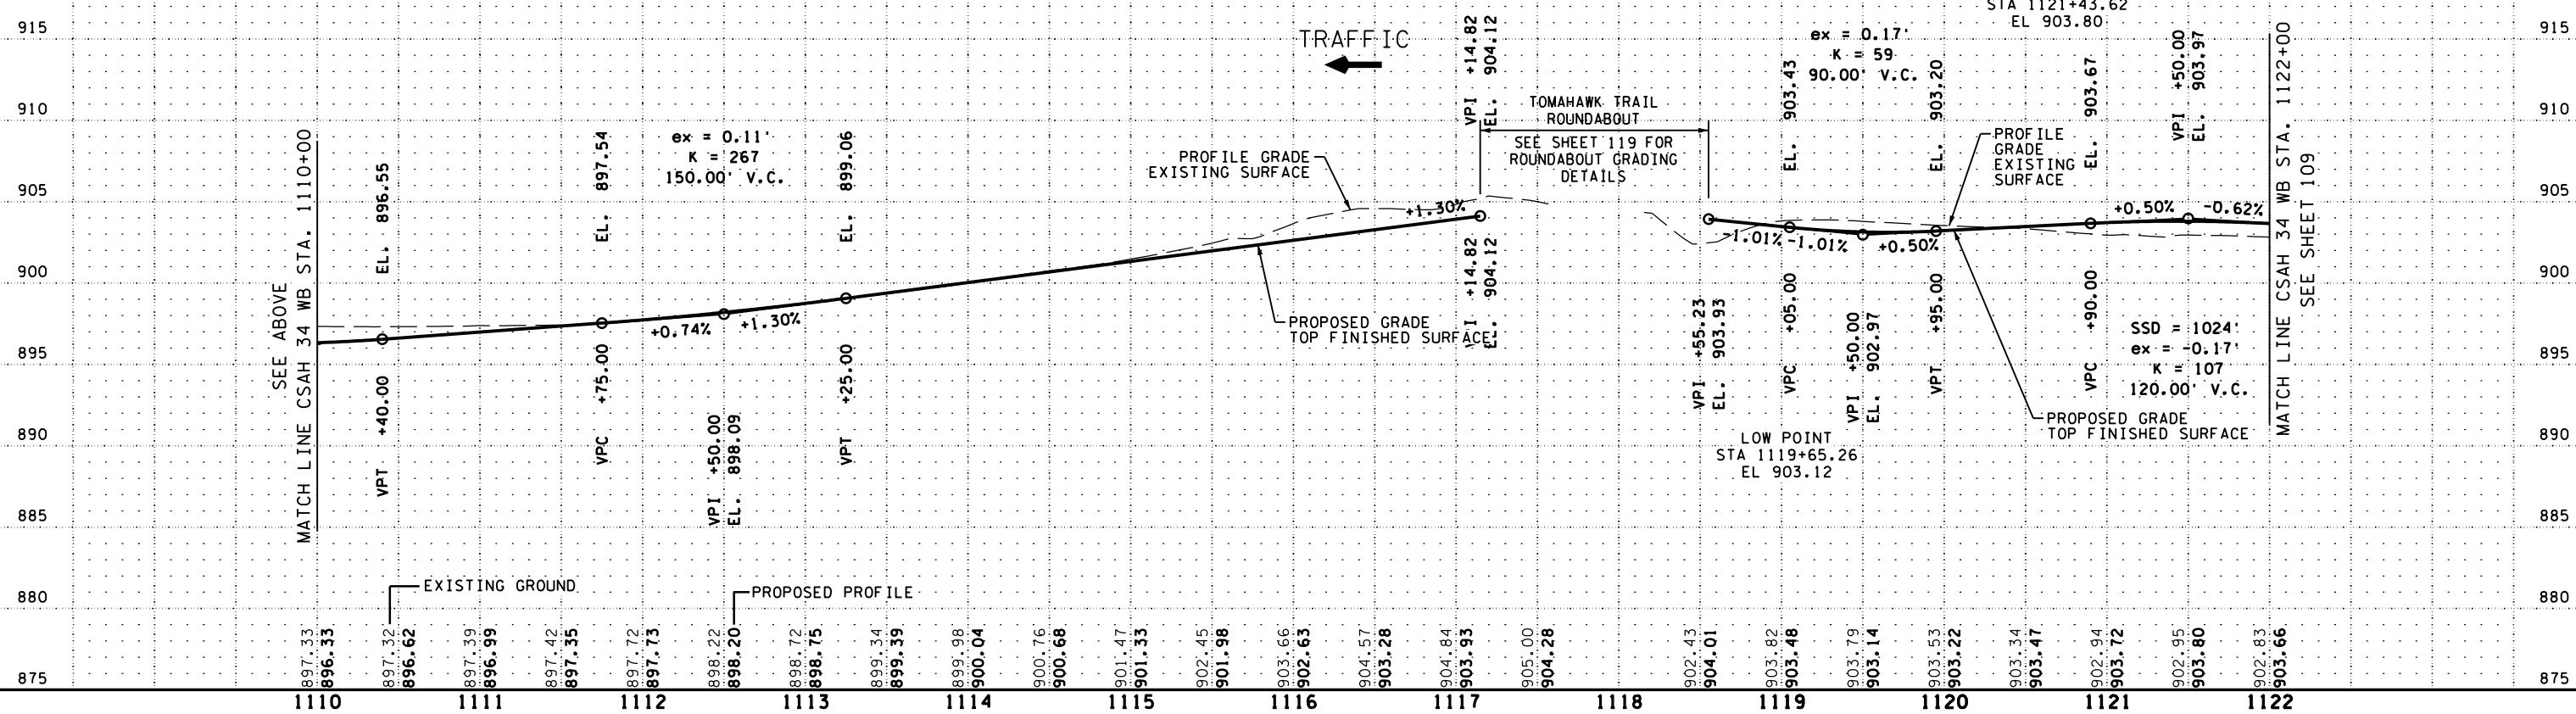 STA 1121+43.62
EL 903.80
915
915
910
910
905
905
900
900
895
895
890
890
885
885
880
880
875
875
TRAFFIC
SEE ABOVE
MATCH LINE CSAH 34 WB STA. 1110+00
VPT +40.00
EL. 896.55
VPC +75.00
EL. 897.54
ex = 0.11'
K = 267
150.00' V.C.
+0.74%
+1.30%
VPI +50.00
EL. 898.09
VPT +25.00
EL. 899.06
PROFILE GRADE
EXISTING SURFACE
PROPOSED GRADE
TOP FINISHED SURFACE
+1.30%
VPI +14.82
EL. 904.12
+14.82
904.12
TOMAHAWK TRAIL
ROUNDABOUT
SEE SHEET 119 FOR
ROUNDABOUT GRADING
DETAILS
VPI +55.23
EL. 903.93
-1.01%
-1.01%
+0.50%
ex = 0.17'
K = 59
90.00' V.C.
VPC +05.00
EL. 903.43
VPI +50.00
EL. 902.97
VPT +95.00
EL. 903.20
LOW POINT
STA 1119+65.26
EL 903.12
PROFILE
GRADE
EXISTING
SURFACE
PROPOSED GRADE
TOP FINISHED SURFACE
VPC +90.00
EL. 903.67
+0.50%
-0.62%
VPI +50.00
EL. 903.97
SSD = 1024'
ex = -0.17'
K = 107
120.00' V.C.
MATCH LINE CSAH 34 WB STA. 1122+00
SEE SHEET 109
EXISTING GROUND
PROPOSED PROFILE
897.33
896.33
897.32
896.62
897.39
896.99
897.42
897.35
897.72
897.73
898.22
898.20
898.72
898.75
899.34
899.39
899.98
900.04
900.76
900.68
901.47
901.33
902.45
901.98
903.66
902.63
904.57
903.28
904.84
903.93
905.00
904.28
902.43
904.01
903.82
903.48
903.79
903.14
903.53
903.22
903.34
903.47
902.94
903.72
902.95
903.80
902.83
903.66
1110
1111
1112
1113
1114
1115
1116
1117
1118
1119
1120
1121
1122